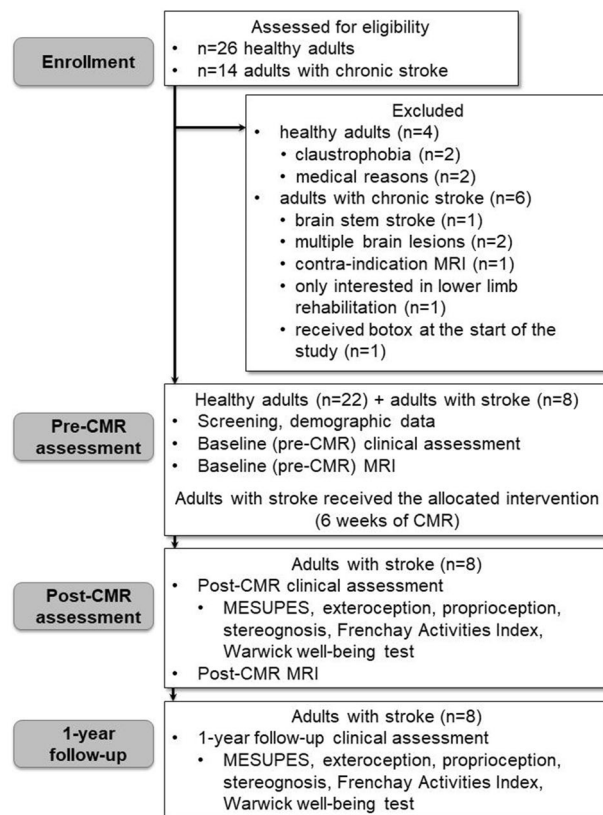 Enrollment
Assessed for eligibility
• n=26 healthy adults
• n=14 adults with chronic stroke
Excluded
• healthy adults (n=4)
• claustrophobia (n=2)
• medical reasons (n=2)
• adults with chronic stroke (n=6)
• brain stem stroke (n=1)
• multiple brain lesions (n=2)
• contra-indication MRI (n=1)
• only interested in lower limb
rehabilitation (n=1)
• received botox at the start of the
study (n=1)
Pre-CMR
assessment
Healthy adults (n=22) + adults with stroke (n=8)
• Screening, demographic data
• Baseline (pre-CMR) clinical assessment
• Baseline (pre-CMR) MRI
Adults with stroke received the allocated intervention
(6 weeks of CMR)
Post-CMR
assessment
Adults with stroke (n=8)
• Post-CMR clinical assessment
• MESUPES, exteroception, proprioception,
stereognosis, Frenchay Activities Index,
Warwick well-being test
• Post-CMR MRI
1-year
follow-up
Adults with stroke (n=8)
• 1-year follow-up clinical assessment
• MESUPES, exteroception, proprioception,
stereognosis, Frenchay Activities Index,
Warwick well-being test